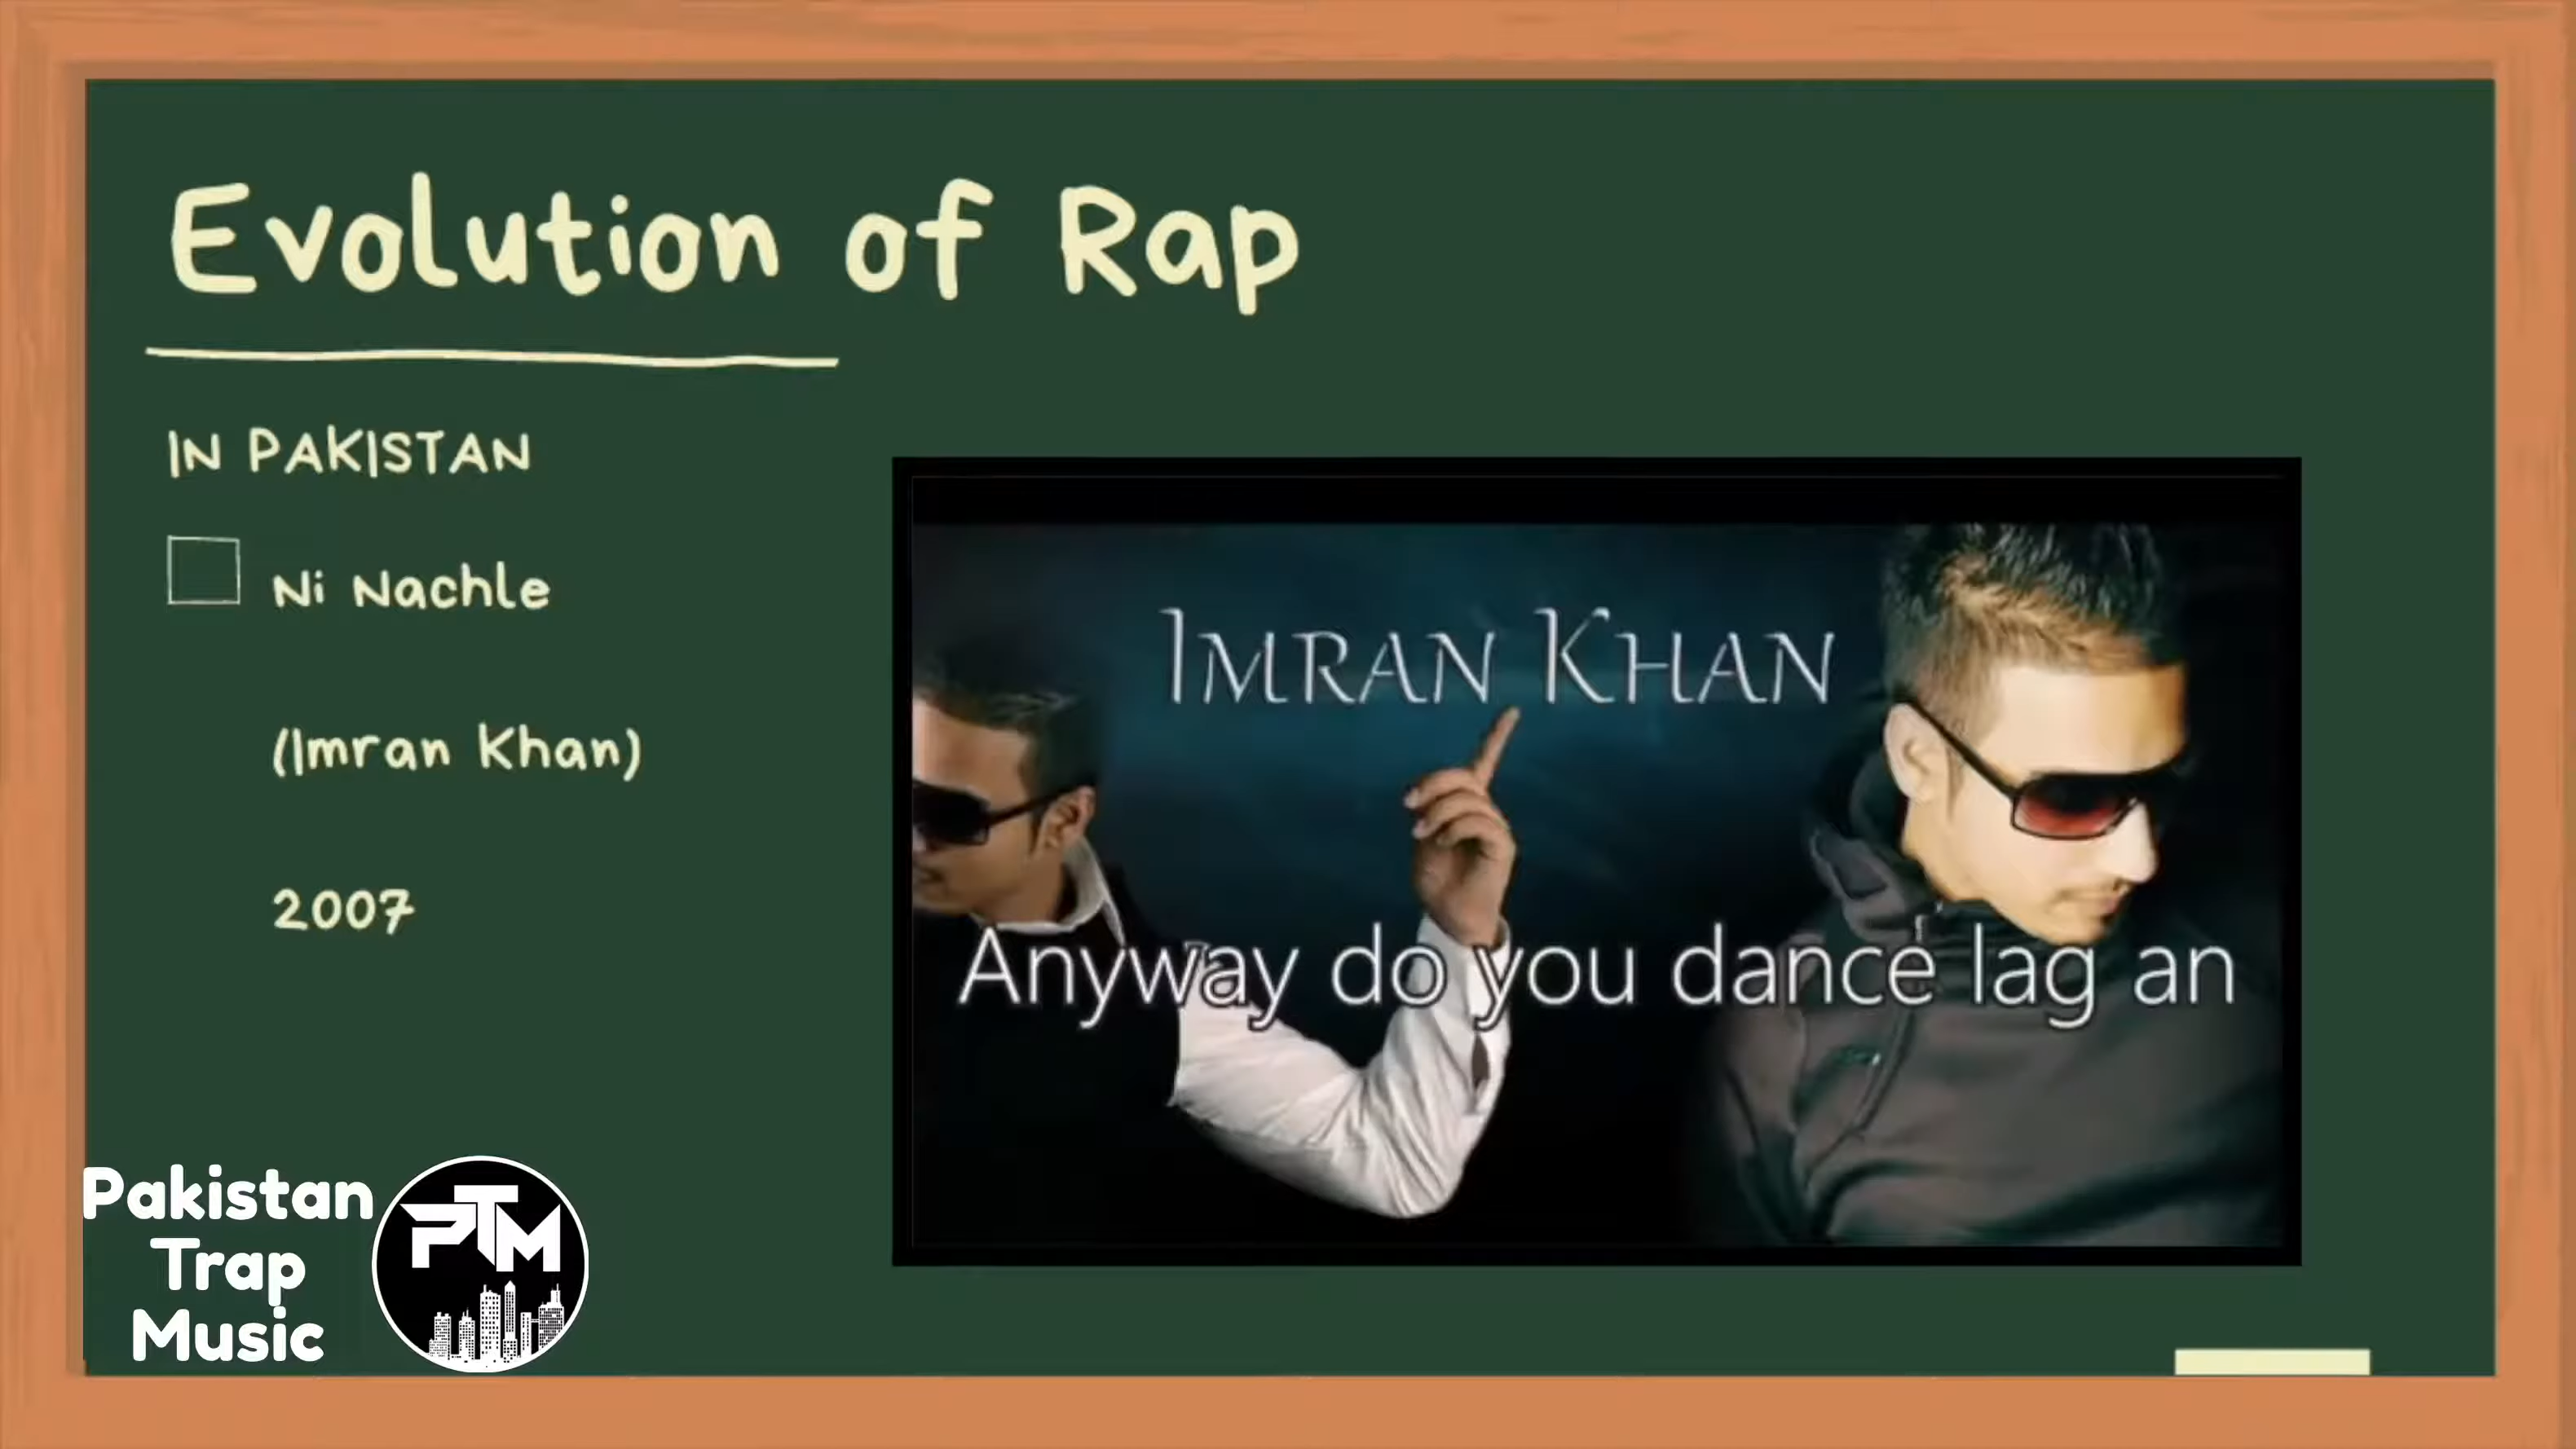 Evolution of Rap
IN PAKISTAN
Ni Nachle
(Imran Khan)
2007
IMRAN KHAN
Anyway do you dance lag an
Pakistan
Trap
Music
PTM